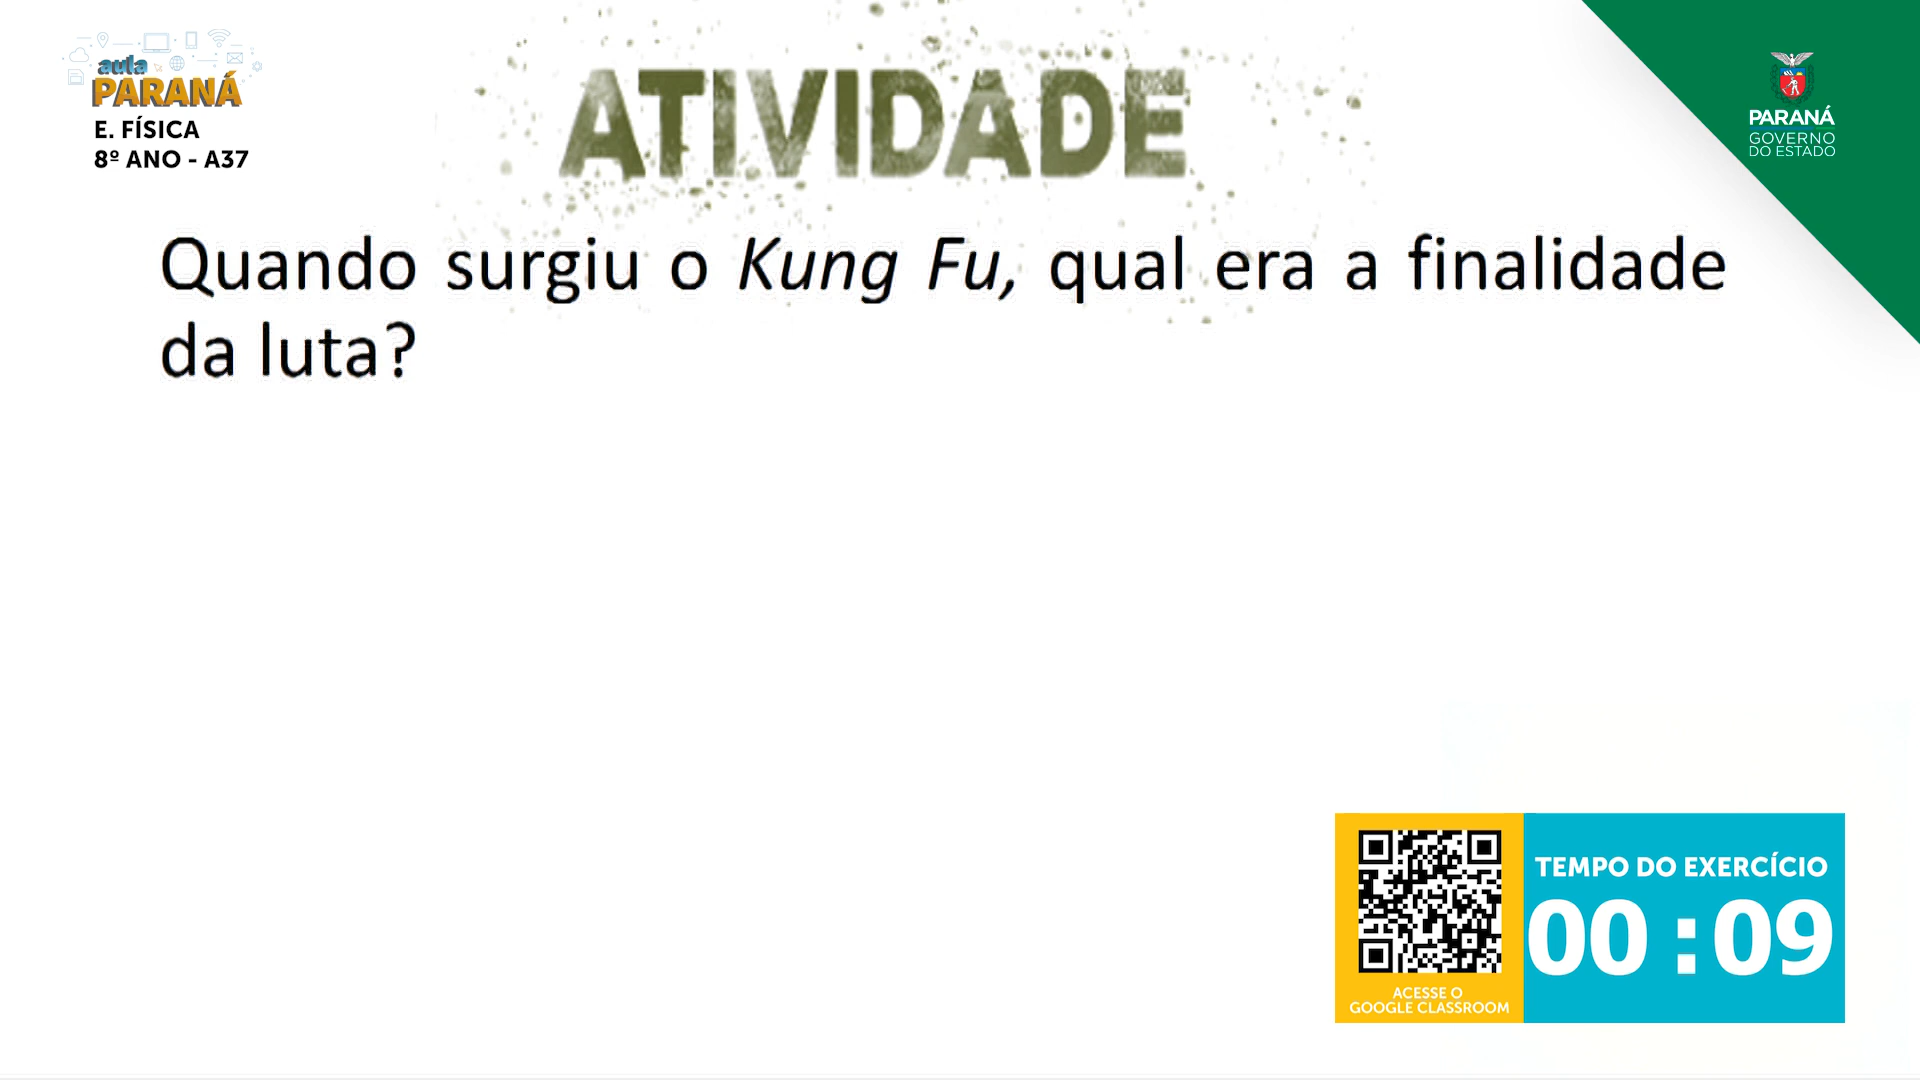 aula
PARANÁ
E. FÍSICA
8º ANO - A37
ATIVIDADE
PARANÁ
GOVERNO
DO ESTADO
Quando surgiu o Kung Fu, qual era a finalidade
da luta?
TEMPO DO EXERCÍCIO
00 : 09
ACESSE O
GOOGLE CLASSROOM